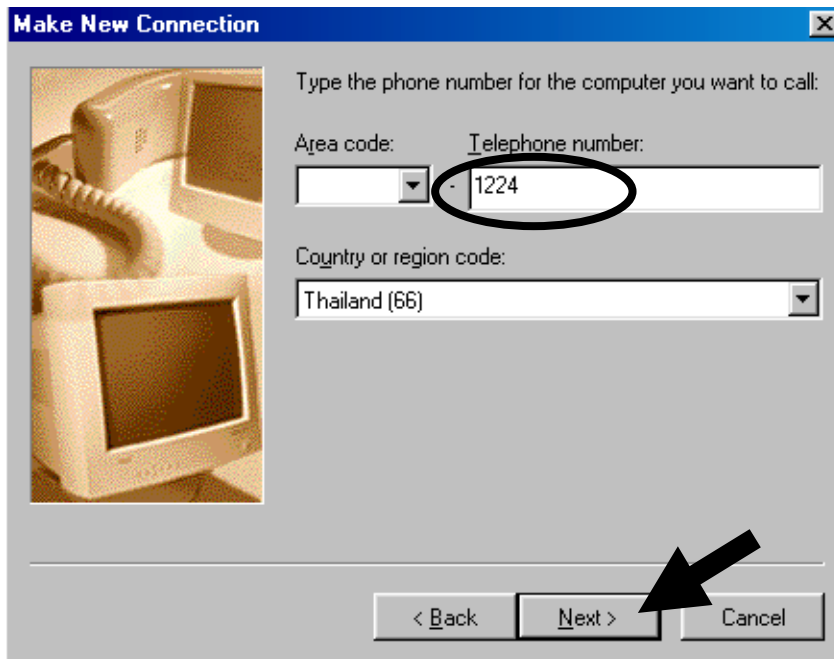 Make New Connection
Type the phone number for the computer you want to call:
Area code: Telephone number:
- 1224
Country or region code:
Thailand (66)
< Back Next > Cancel